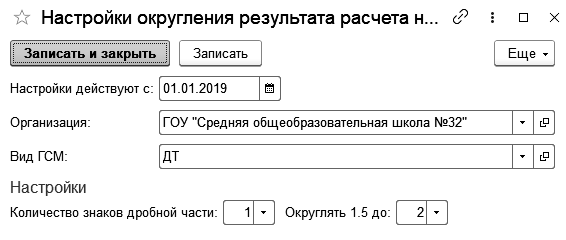 Настройки округления результата расчета н...
Записать и закрыть Записать Еще
Настройки действуют с: 01.01.2019
Организация: ГОУ "Средняя общеобразовательная школа №32"
Вид ГСМ: ДТ
Настройки
Количество знаков дробной части: 1 Округлять 1.5 до: 2